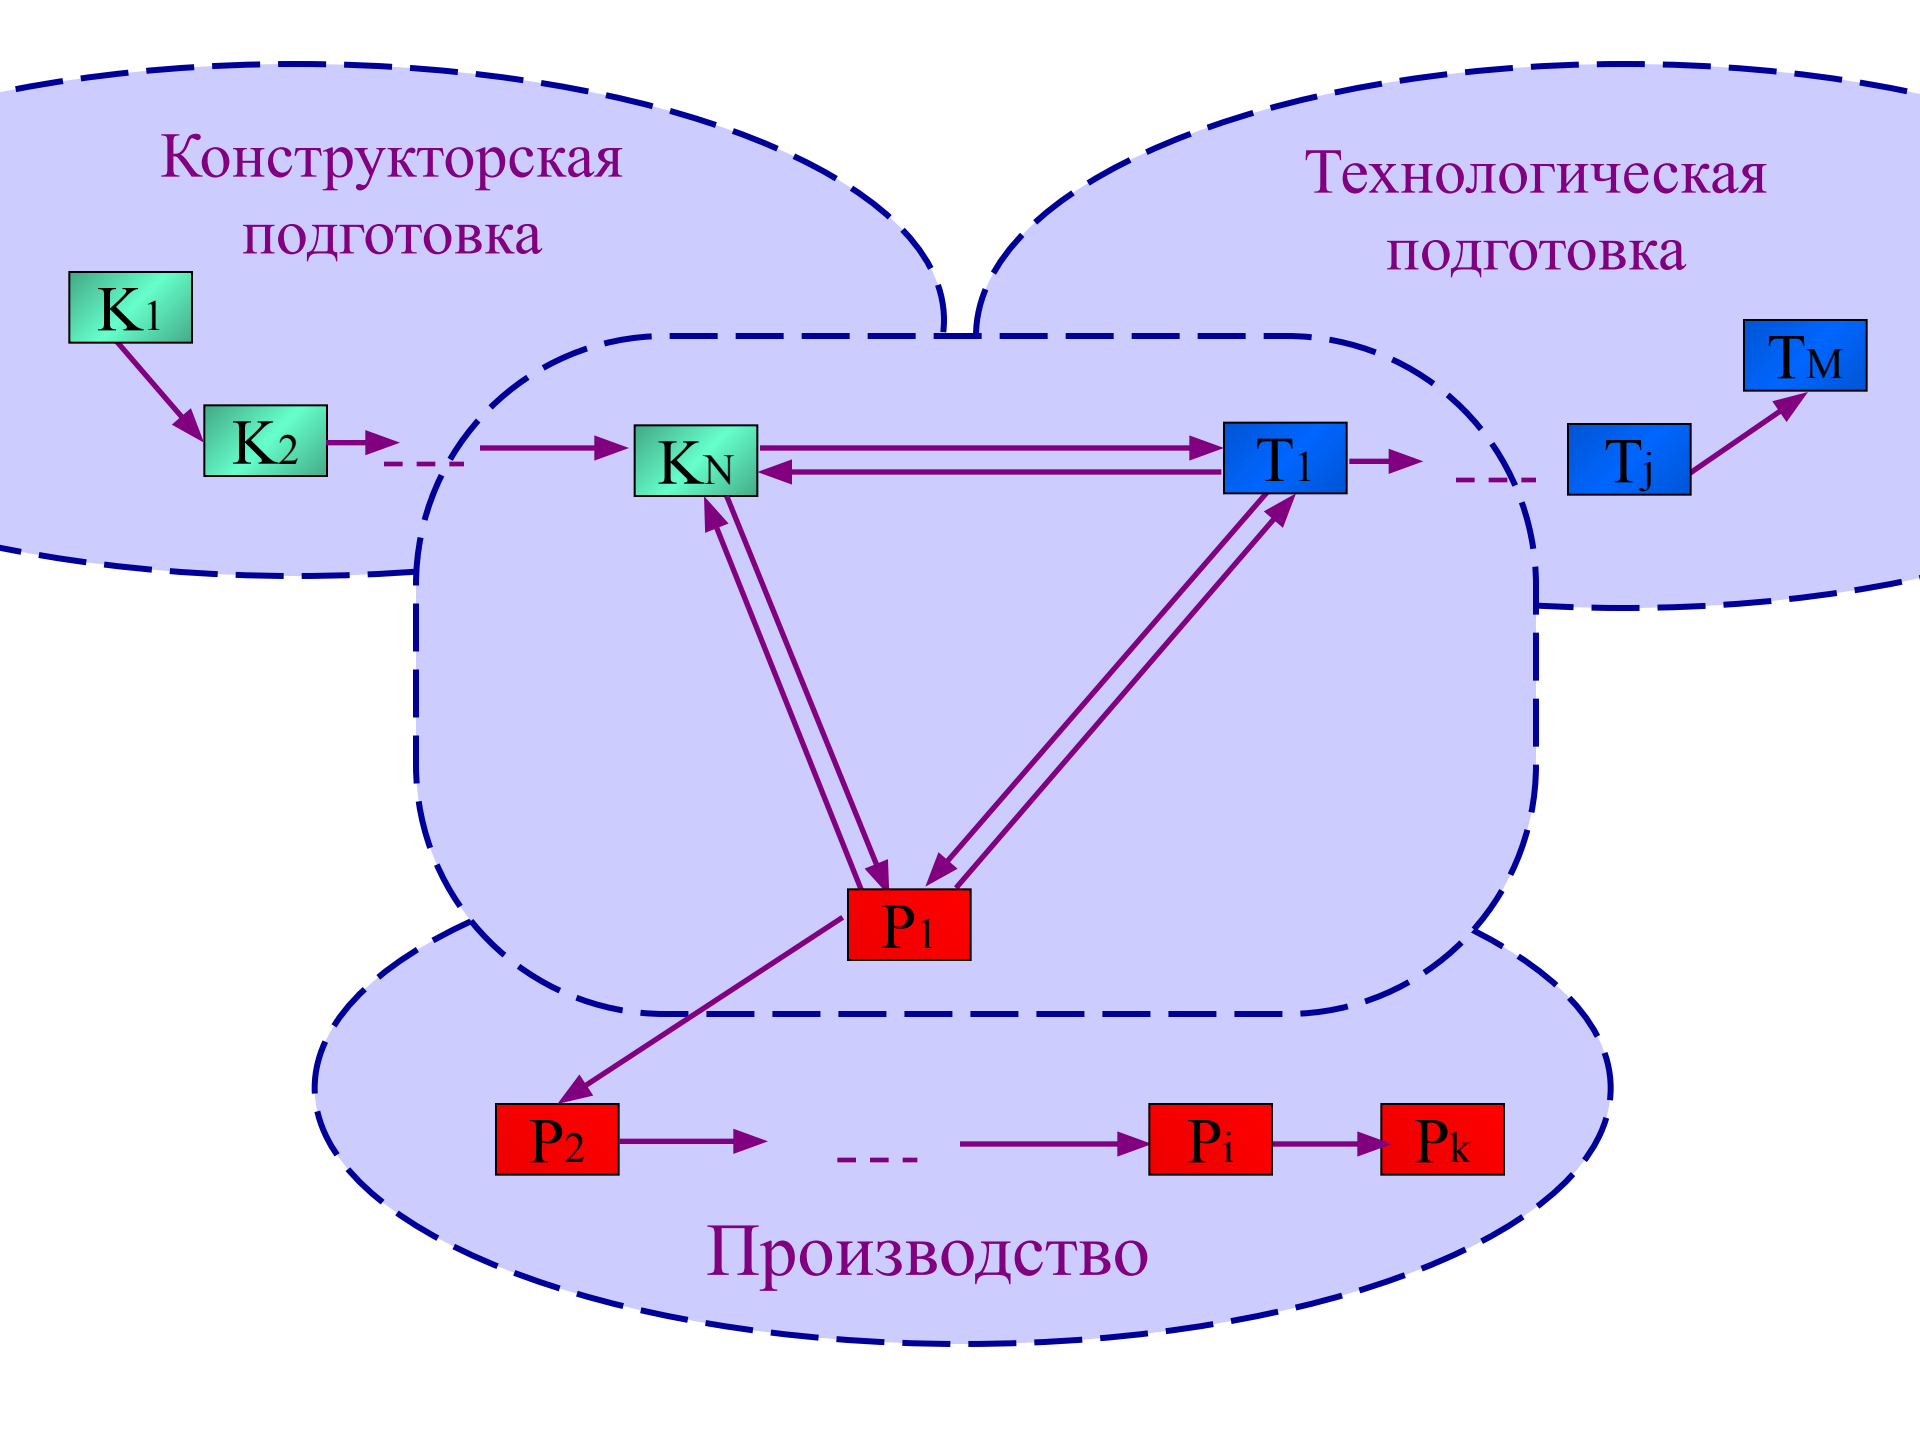 Конструкторская
подготовка
Технологическая
подготовка
K1
K2
KN
T1
Tj
TM
P1
P2
Pi
Pk
Производство